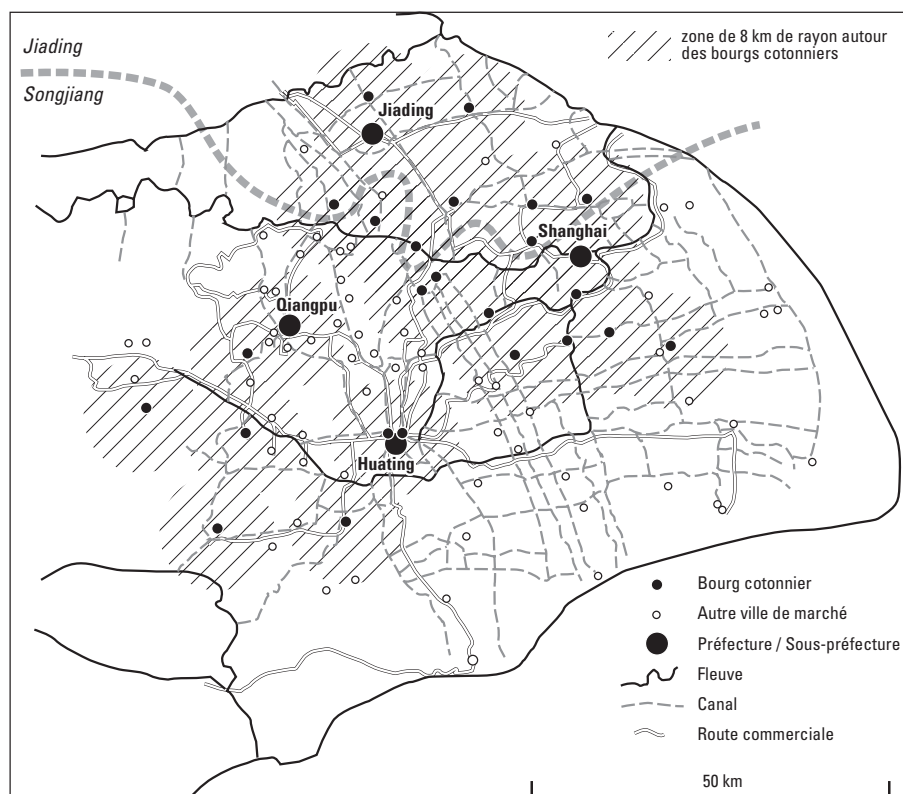 Jiading
Songjiang
zone de 8 km de rayon autour
des bourgs cotonniers
Jiading
Shanghai
Qiangpu
Huating
Bourg cotonnier
Autre ville de marché
Préfecture / Sous-préfecture
Fleuve
Canal
Route commerciale
50 km